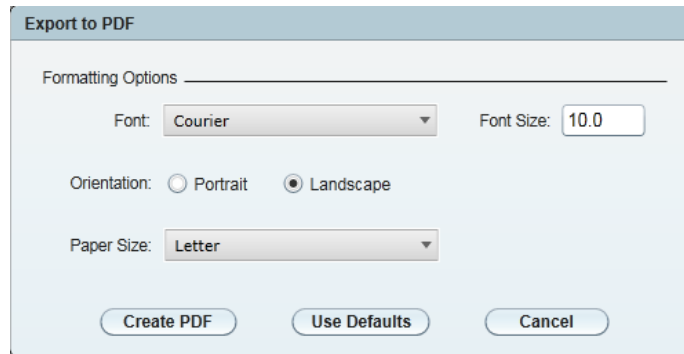 Export to PDF
Formatting Options
Font: Courier Font Size: 10.0
Orientation: Portrait Landscape
Paper Size: Letter
Create PDF Use Defaults Cancel